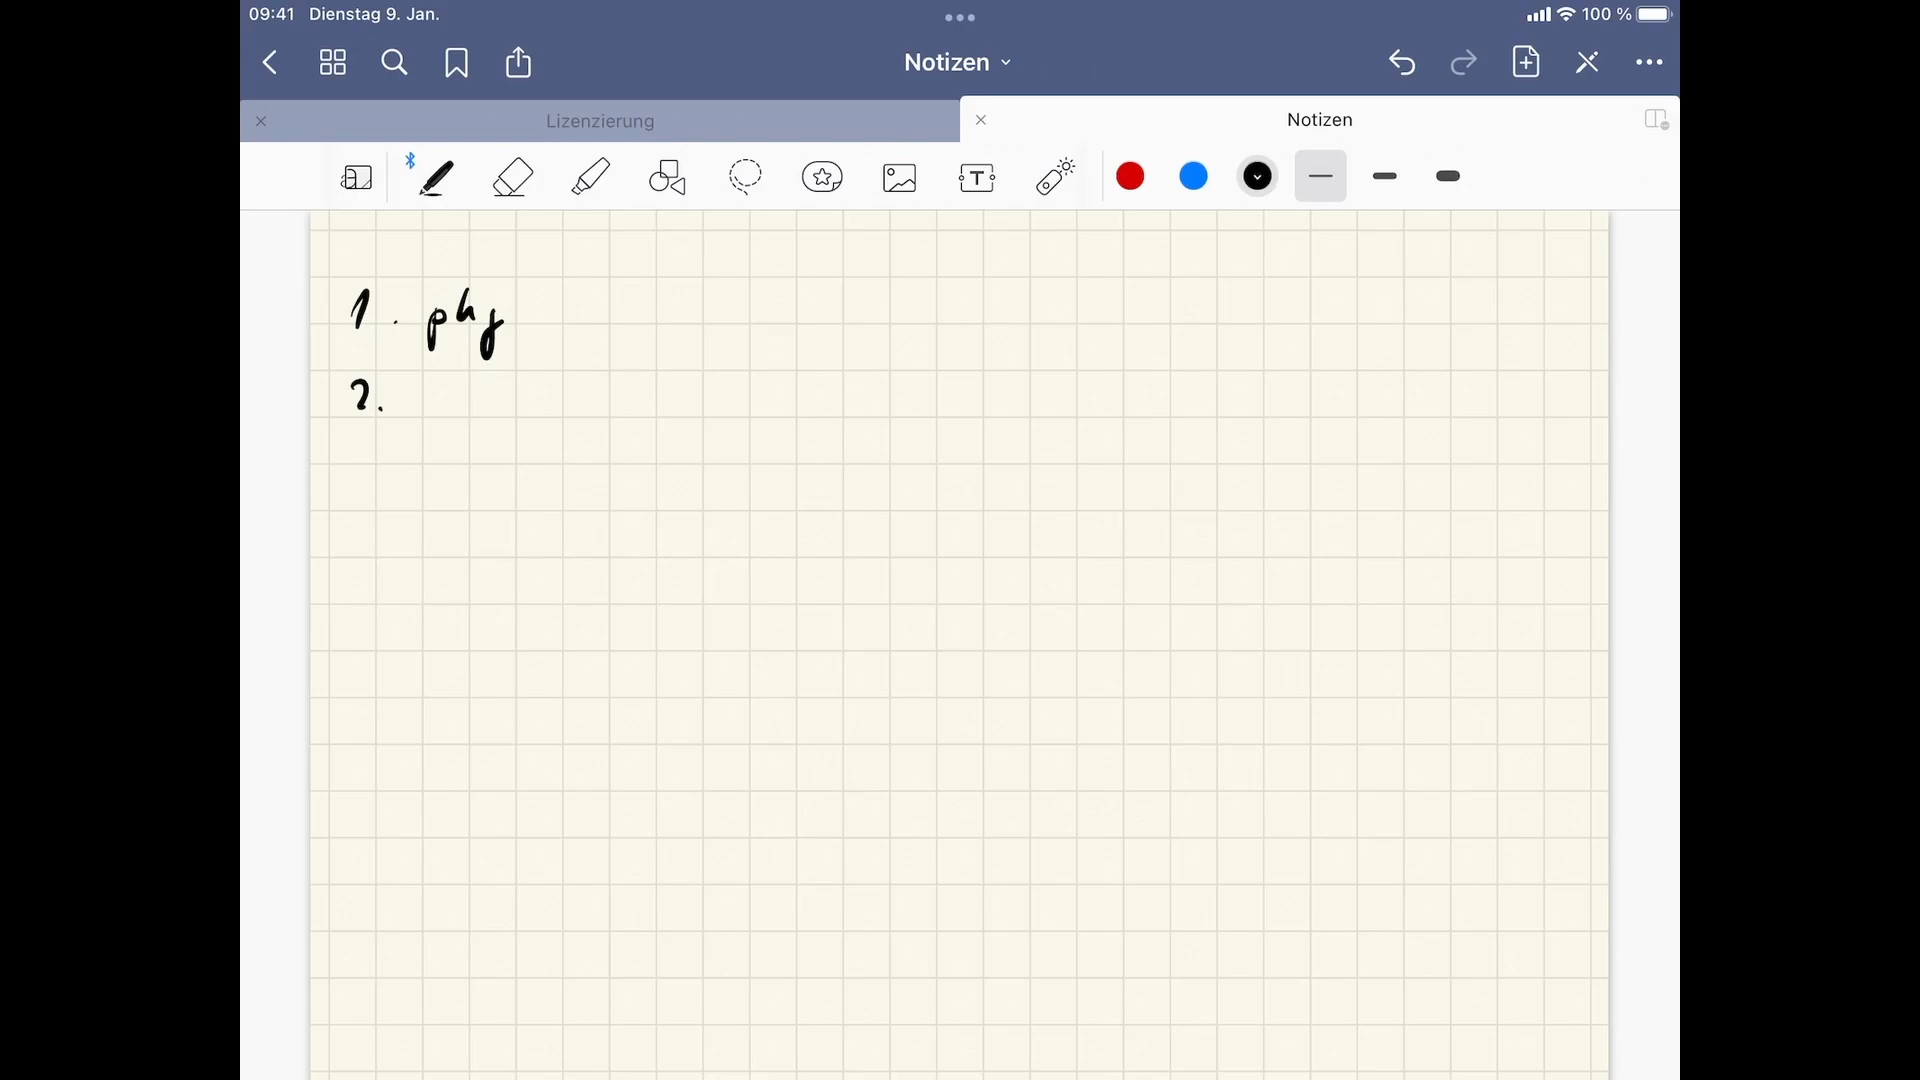 09:41 Dienstag 9. Jan. 100 %
Notizen
Lizenzierung
Notizen
T
1. phy
2.